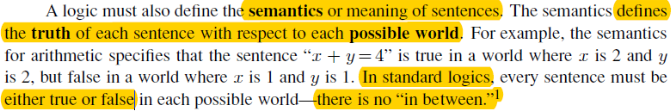 A logic must also define the semantics or meaning of sentences. The semantics defines
the truth of each sentence with respect to each possible world. For example, the semantics
for arithmetic specifies that the sentence “x + y = 4” is true in a world where x is 2 and y
is 2, but false in a world where x is 1 and y is 1. In standard logics, every sentence must be
either true or false in each possible world—there is no “in between.”1